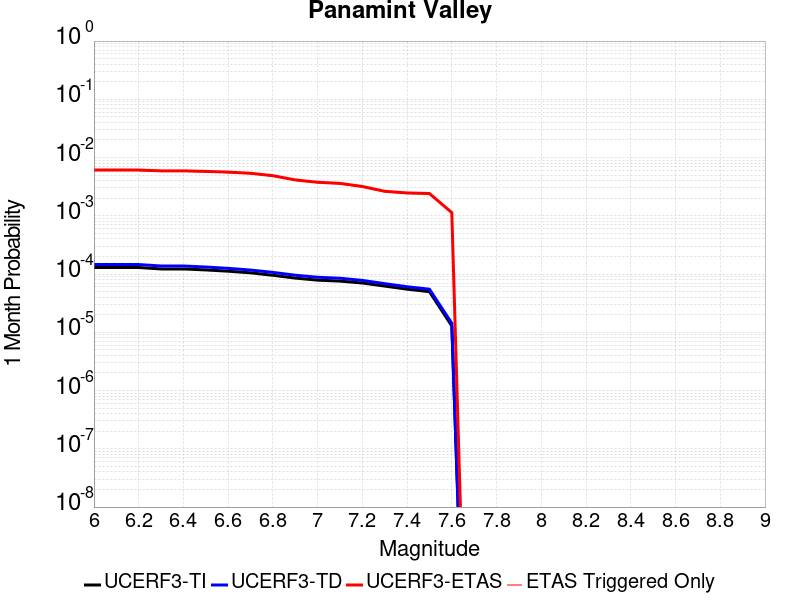 Panamint Valley
10^0
10^-1
10^-2
10^-3
10^-4
10^-5
10^-6
10^-7
10^-8
1 Month Probability
6 6.2 6.4 6.6 6.8 7 7.2 7.4 7.6 7.8 8 8.2 8.4 8.6 8.8 9
Magnitude
UCERF3-TI UCERF3-TD UCERF3-ETAS ETAS Triggered Only